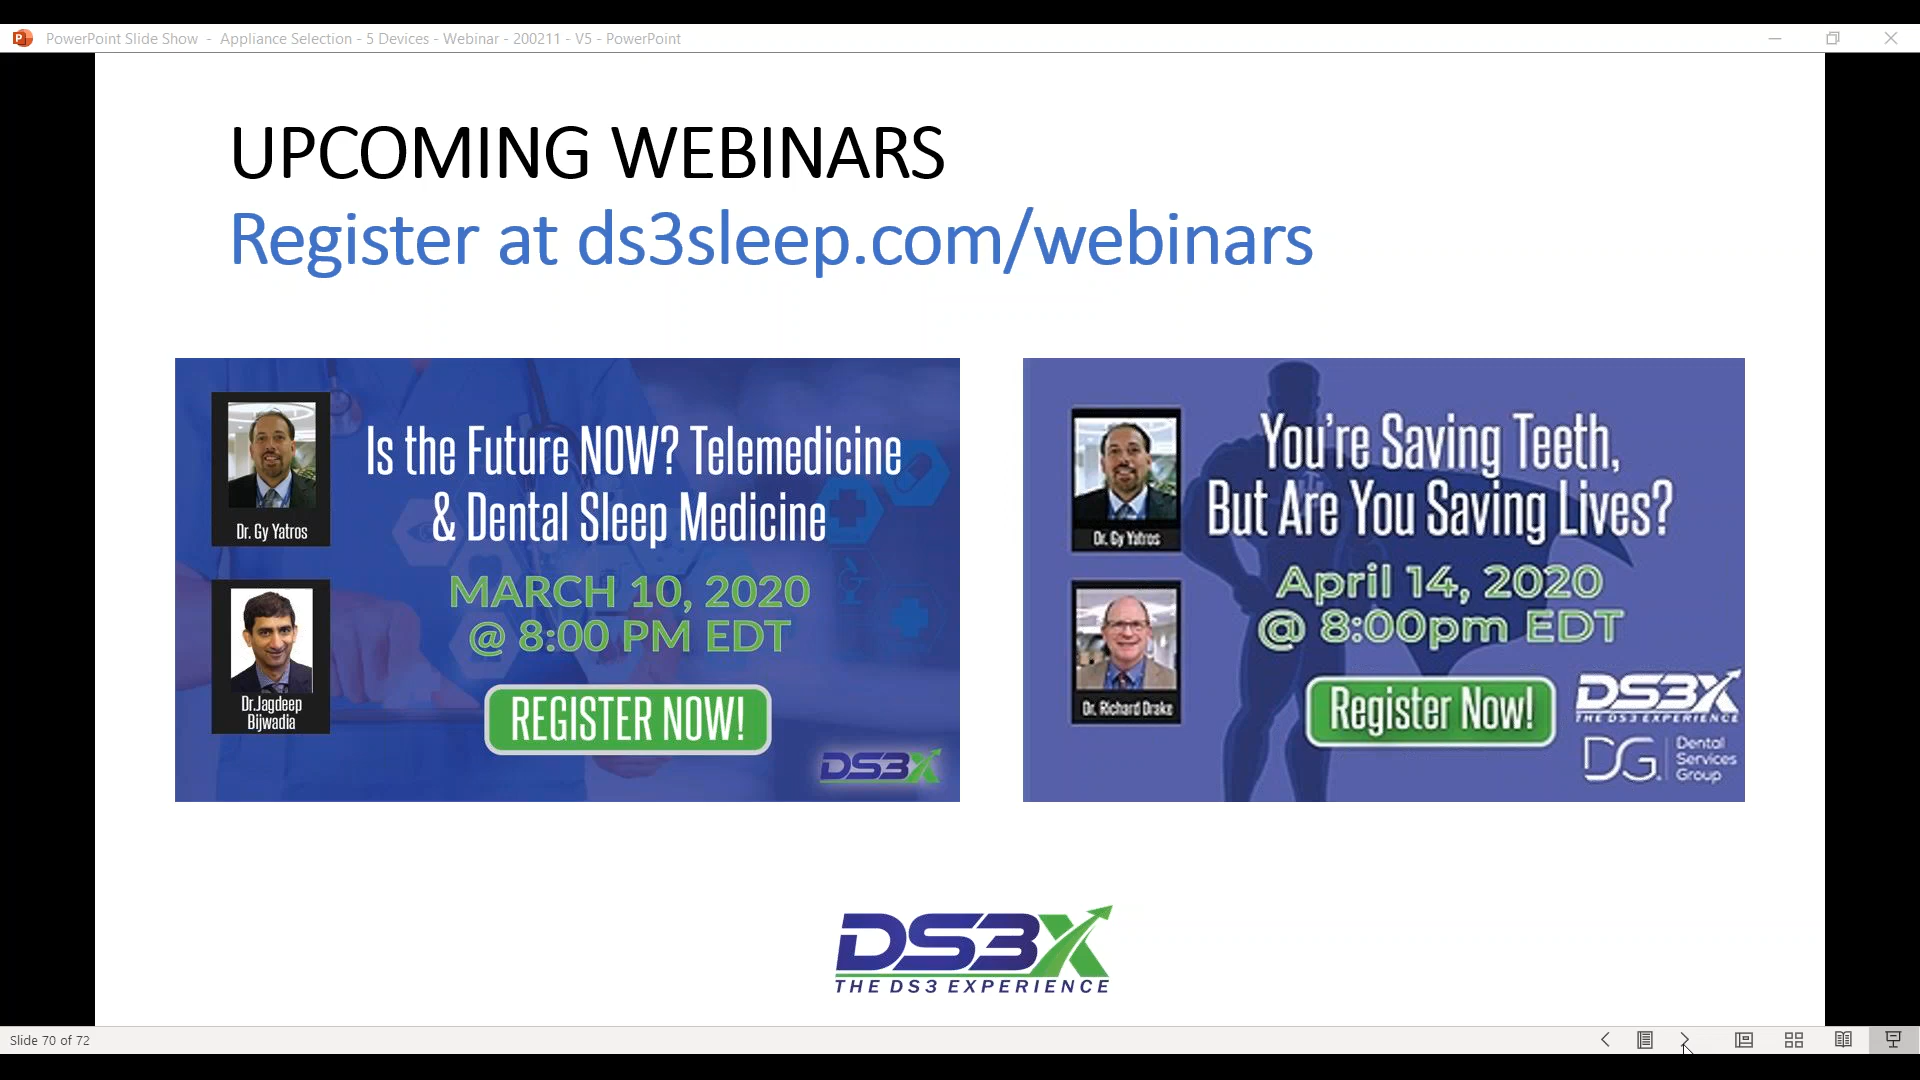 PowerPoint Slide Show - Appliance Selection - 5 Devices - Webinar - 200211 - V5 - PowerPoint
UPCOMING WEBINARS
Register at ds3sleep.com/webinars
Dr. Gy Yatros
Dr.Jagdeep
Bijwadia
Is the Future NOW? Telemedicine
& Dental Sleep Medicine
MARCH 10, 2020
@ 8:00 PM EDT
REGISTER NOW!
DS3X
Dr. Gy Yatros
Dr. Richard Drake
You're Saving Teeth,
But Are You Saving Lives?
April 14, 2020
@ 8:00pm EDT
Register Now!
DS3X
THE DS3 EXPERIENCE
DG.
Dental
Services
Group
DS3X
THE DS3 EXPERIENCE
Slide 70 of 72